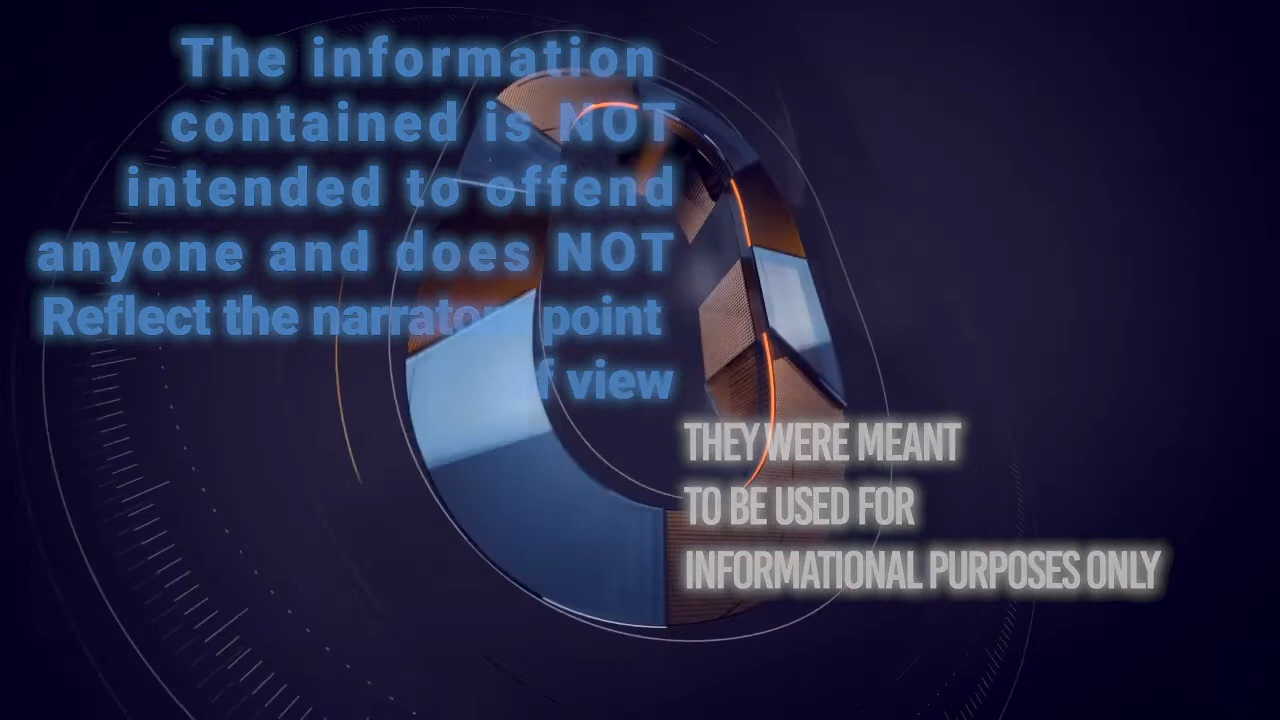 The information
contained is NOT
intended to offend
anyone and does NOT
Reflect the narrator point
view
THEY WERE MEANT
TO BE USED FOR
INFORMATIONAL PURPOSES ONLY